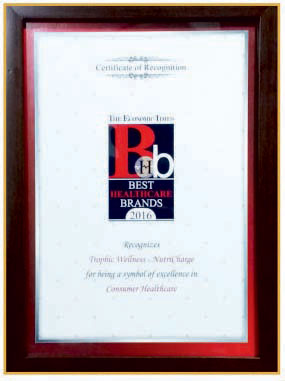 Certificate of Recognition
THE ECONOMIC TIMES
BHb
BEST
HEALTHCARE
BRANDS
2016
Recognizes
Trophic Wellness - NutriCharge
for being a symbol of excellence in
Consumer Healthcare